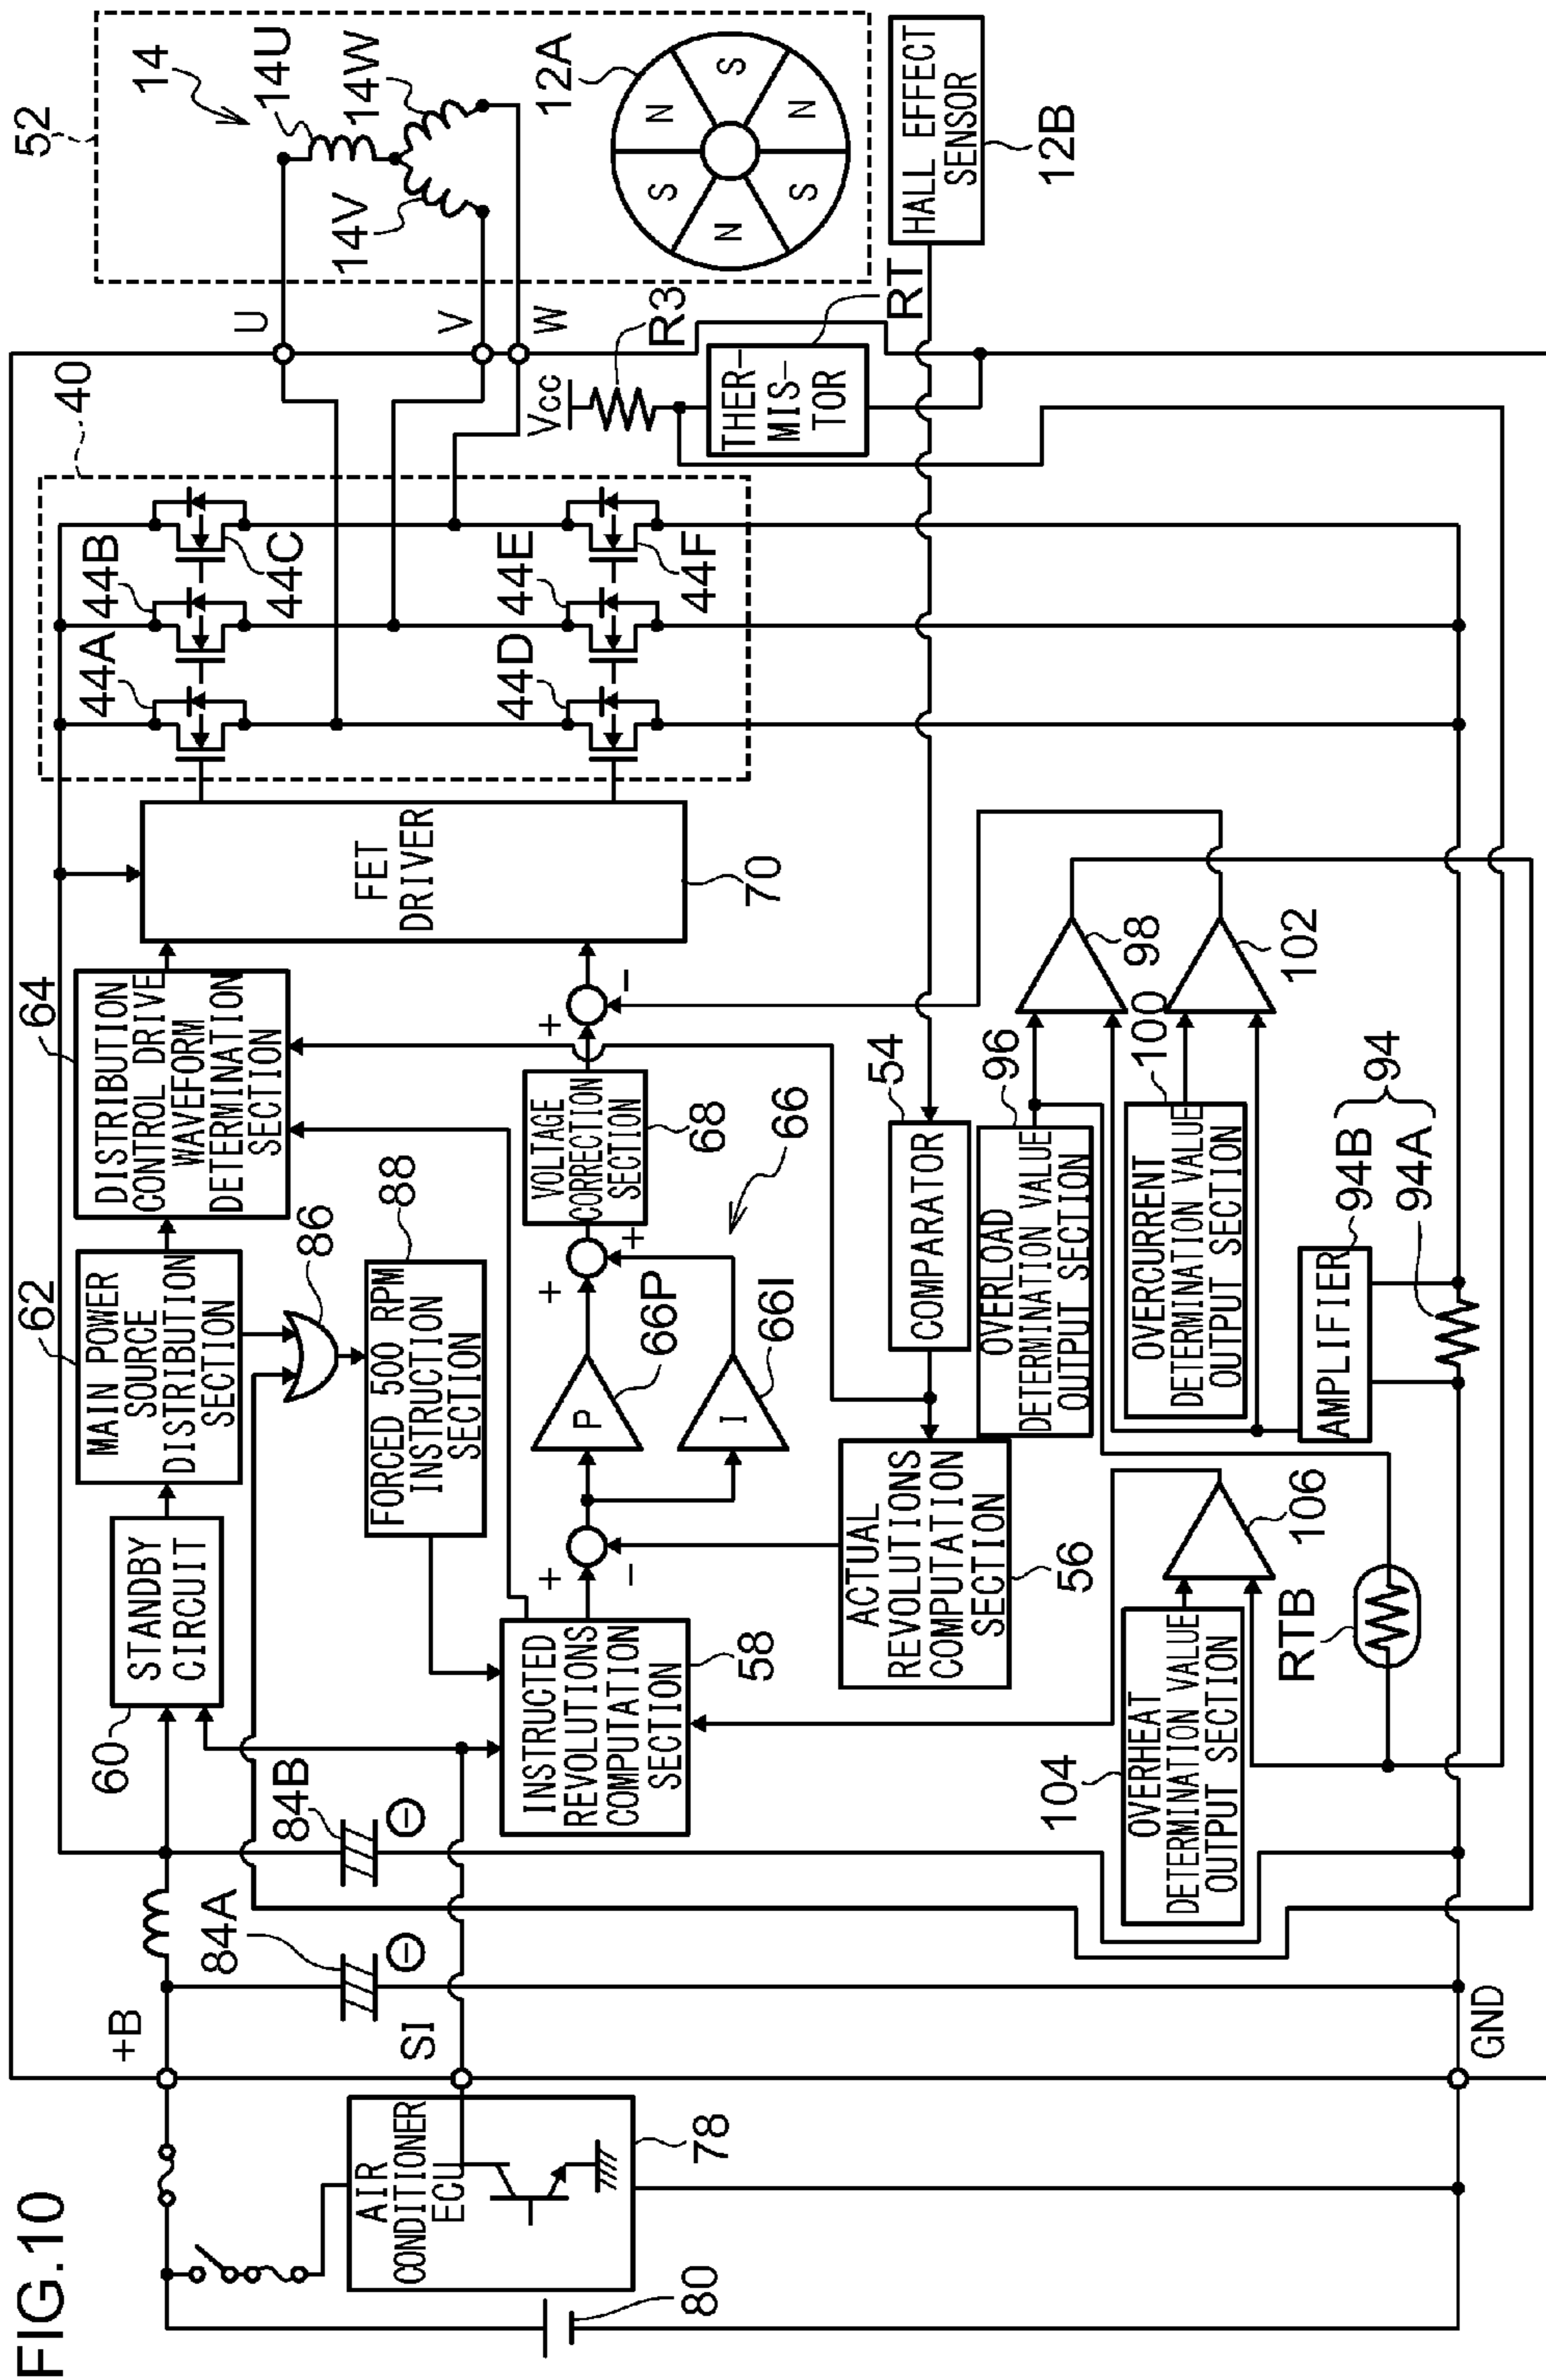 FIG.10
52
14
14U
14W
14V
12A
S
N
S
N
S
N
HALL EFFECT
SENSOR
12B
U
V
W
40
Vcc
R3
THER-
MIS-
TOR
RT
44A
44B
44C
44D
44E
44F
FET
DRIVER
70
64
DISTRIBUTION
CONTROL DRIVE
WAVEFORM
DETERMINATION
SECTION
62
MAIN POWER
SOURCE
DISTRIBUTION
SECTION
STANDBY
CIRCUIT
60
86
88
FORCED 500 RPM
INSTRUCTION
SECTION
VOLTAGE
CORRECTION
SECTION
68
+
-
+
+
66
P
66P
I
66I
+
-
INSTRUCTED
REVOLUTIONS
COMPUTATION
SECTION
58
54
COMPARATOR
ACTUAL
REVOLUTIONS
COMPUTATION
SECTION
56
96
OVERLOAD
DETERMINATION VALUE
OUTPUT SECTION
98
100
OVERCURRENT
DETERMINATION VALUE
OUTPUT SECTION
102
94
94B
94A
AMPLIFIER
106
RTB
104
OVERHEAT
DETERMINATION VALUE
OUTPUT SECTION
84B
84A
+B
SI
GND
AIR
CONDITIONER
ECU
78
80